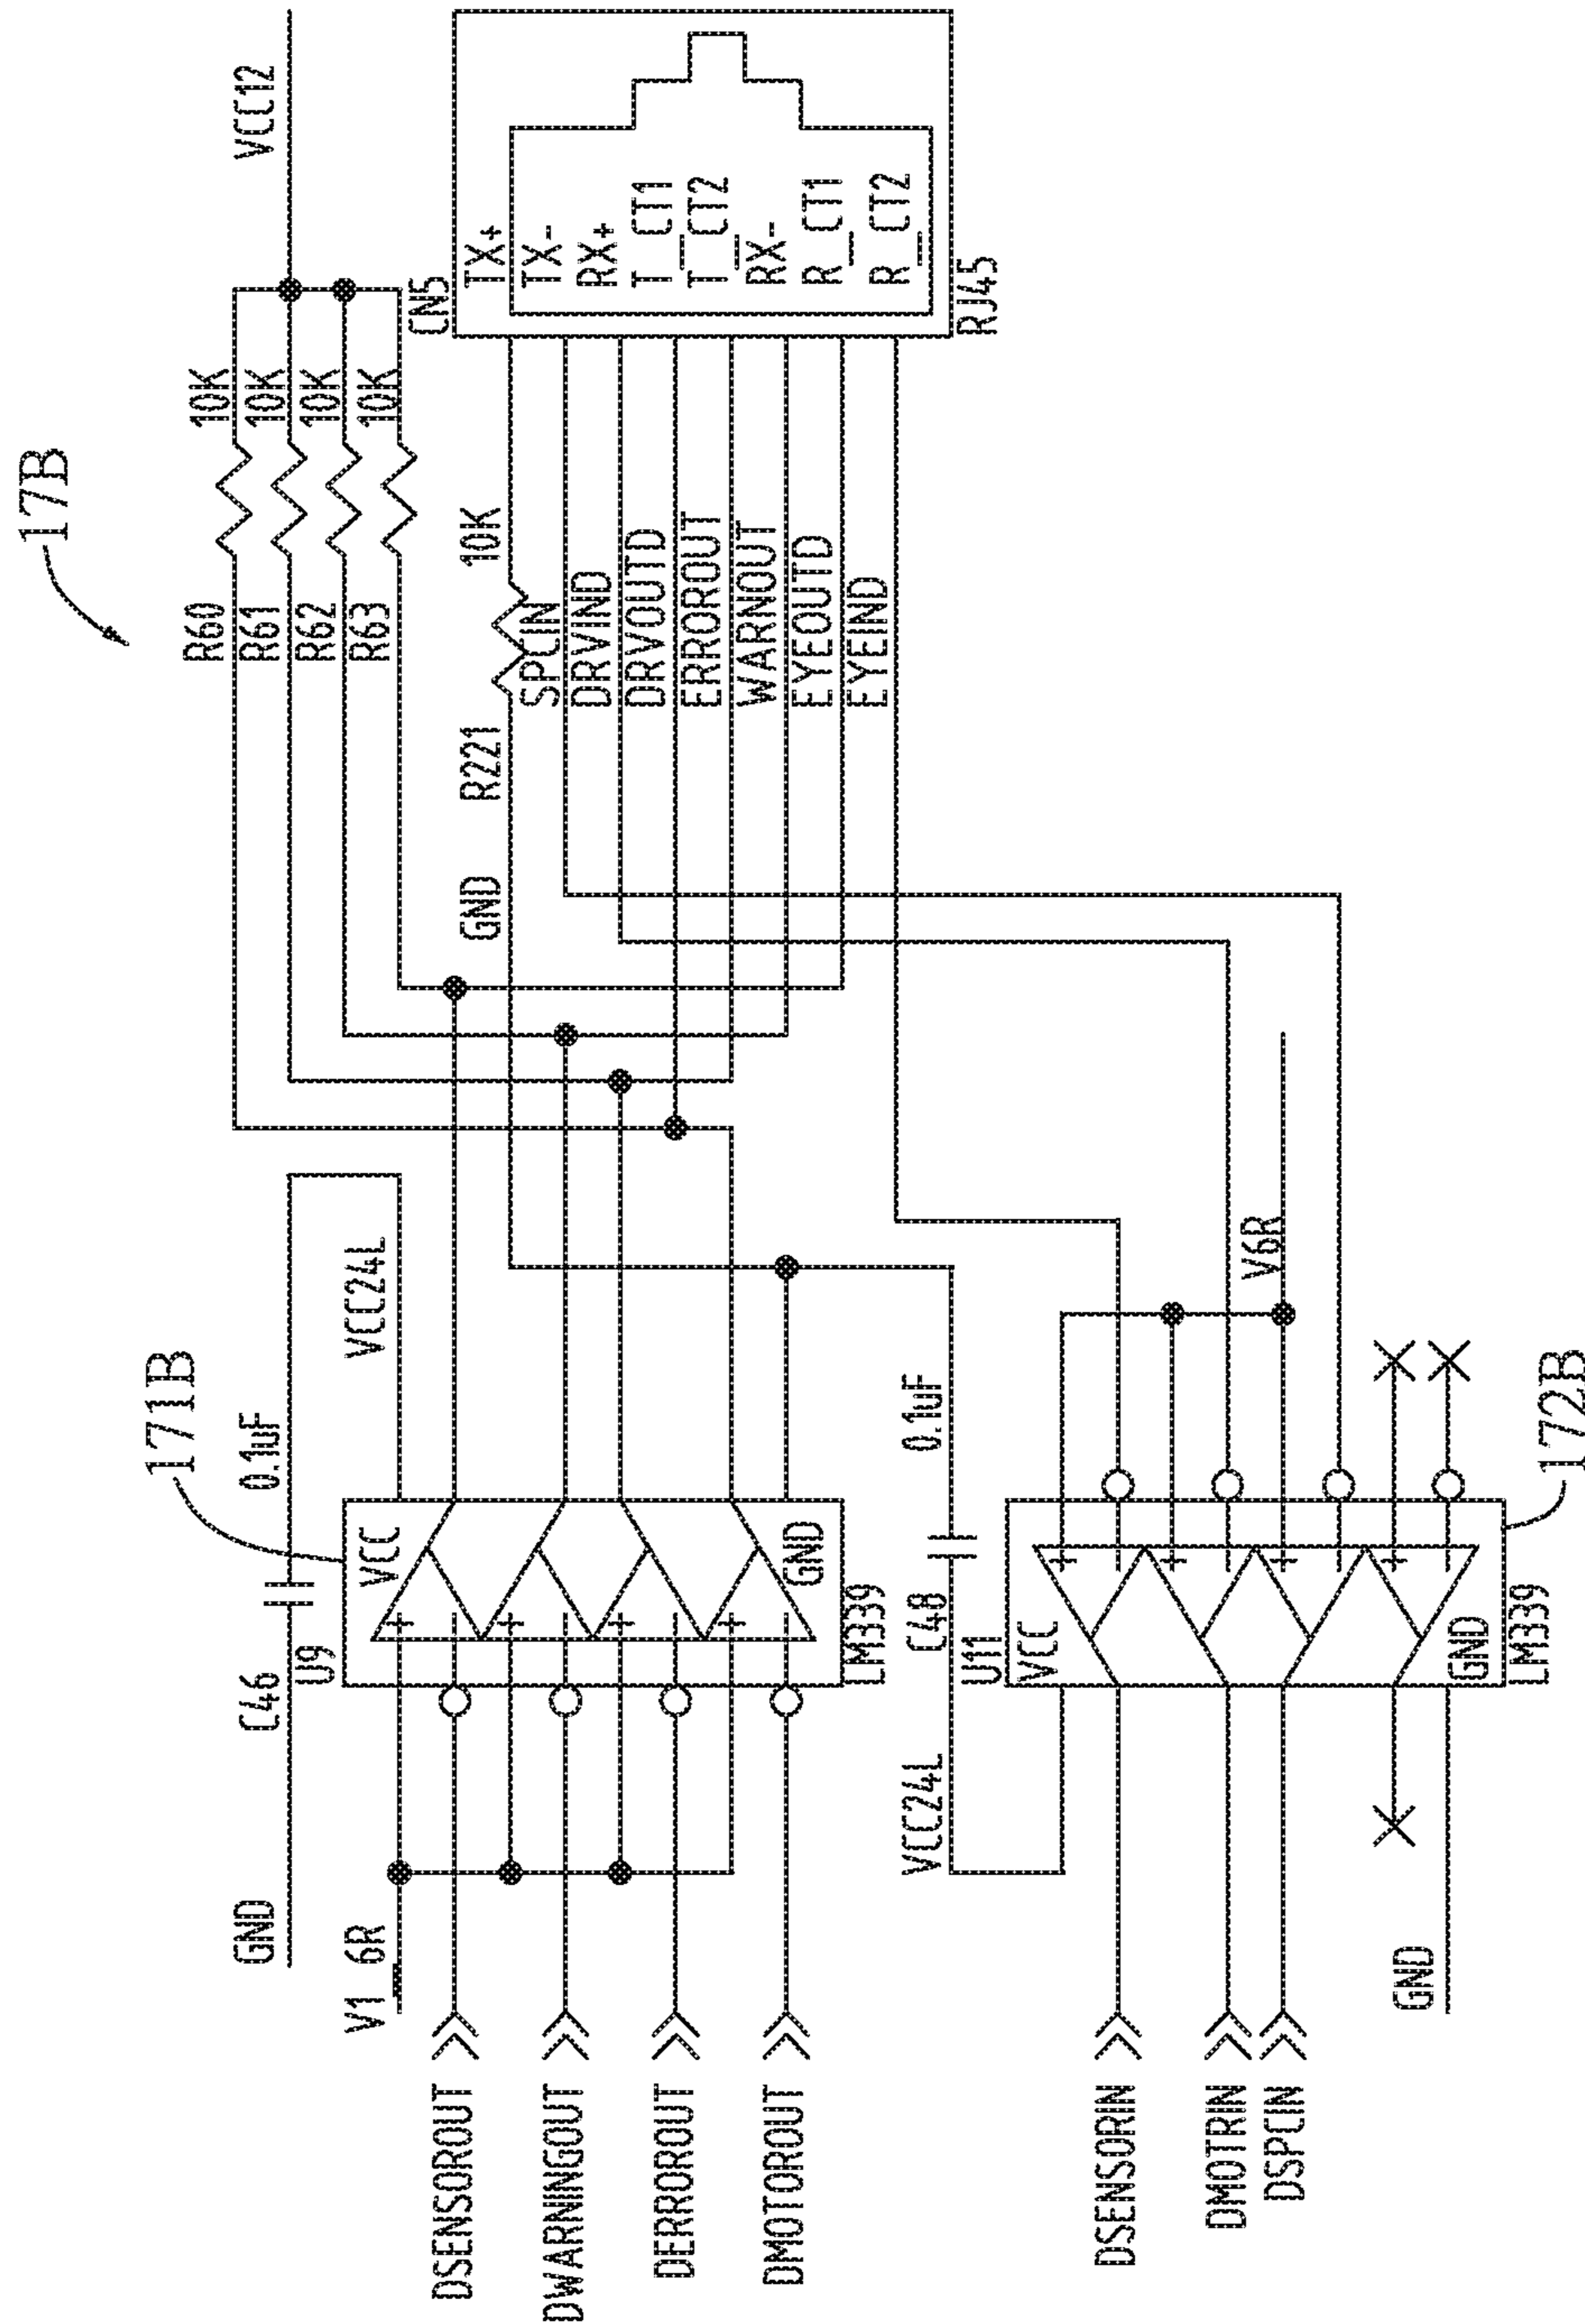 17B
VCC12
R60 10K
R61 10K
R62 10K
R63 10K
CN5
TX+
TX-
RX+
T_CT1
T_CT2
RX-
R_CT1
R_CT2
RJ45
GND R221 10K
SPCIN
DRVIND
DRVOUTD
ERROROUT
WARNOUT
EYEOUTD
EYEIND
171B
GND C46 0.1uF
VCC24L
U9
VCC
GND
LM339
V1_6R
DSENSOROUT
DWARNINGOUT
DERROROUT
DMOTOROUT
VCC24L C48 0.1uF
U11
VCC
GND
LM339
V6R
172B
DSENSORIN
DMOTRIN
DSPCIN
GND